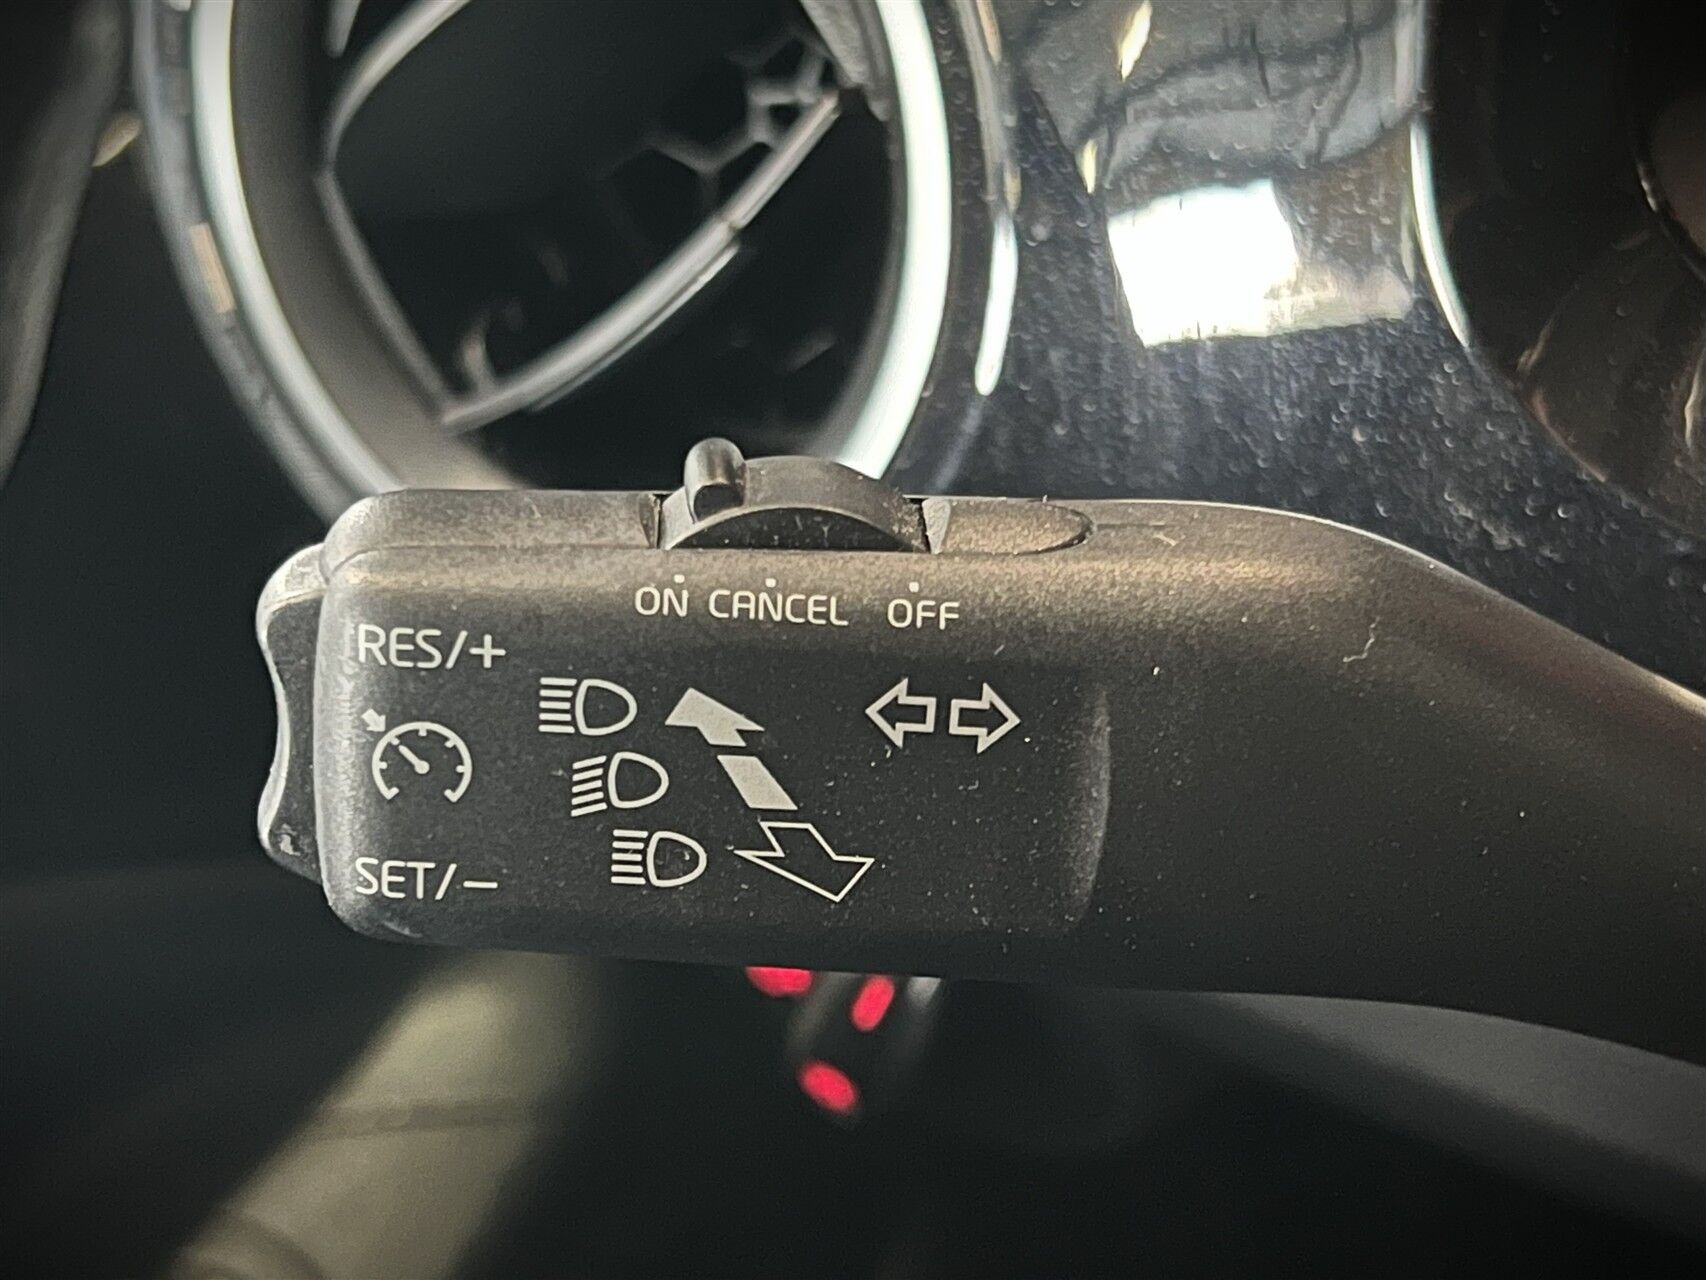 ON CANCEL OFF
RES/+
SET/−